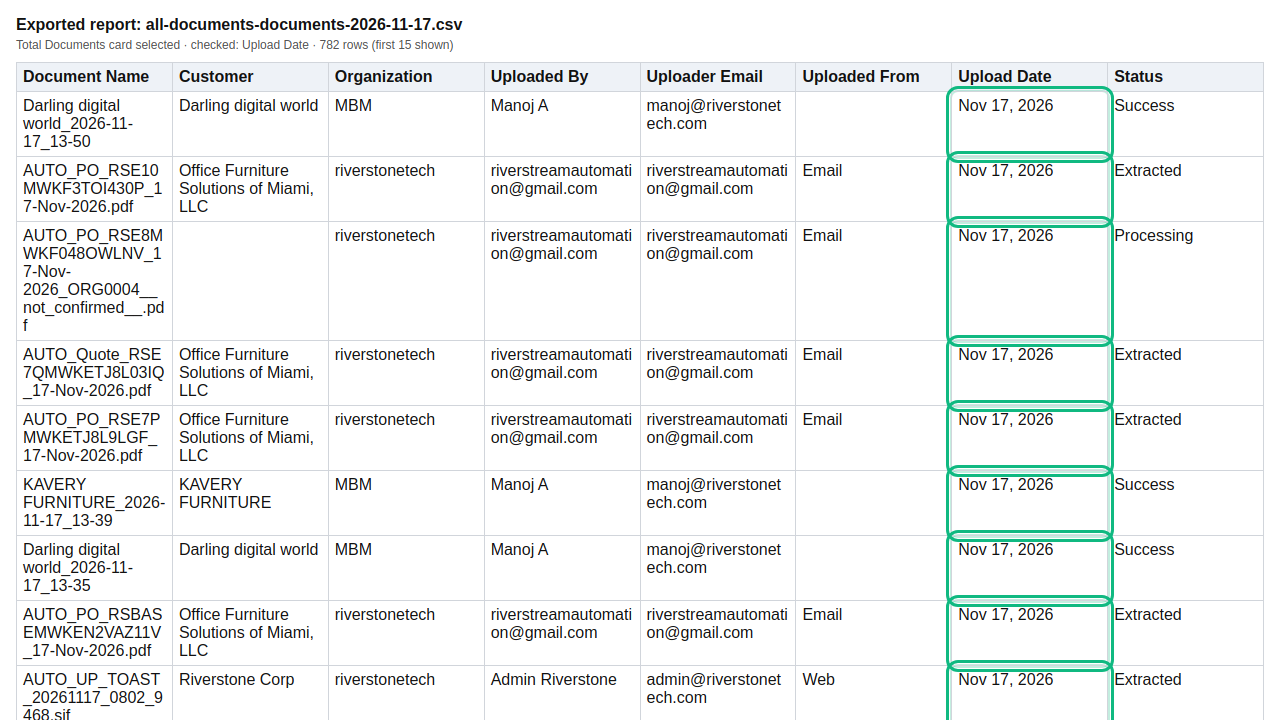 Exported report: all-documents-documents-2026-11-17.csv
Total Documents card selected · checked: Upload Date · 782 rows (first 15 shown)
Document Name Customer Organization Uploaded By Uploader Email Uploaded From Upload Date Status
Darling digital Darling digital world MBM Manoj A manoj@riverstonet Nov 17, 2026 Success
world_2026-11- ech.com
17_13-50
AUTO_PO_RSE10 Office Furniture riverstonetech riverstreamautomati riverstreamautomati Email Nov 17, 2026 Extracted
MWKF3TOI430P_1 Solutions of Miami, on@gmail.com on@gmail.com
7-Nov-2026.pdf LLC
AUTO_PO_RSE8M riverstonetech riverstreamautomati riverstreamautomati Email Nov 17, 2026 Processing
WKF048OWLNV_1 on@gmail.com on@gmail.com
7-Nov-
2026_ORG0004__
not_confirmed__.pd
f
AUTO_Quote_RSE Office Furniture riverstonetech riverstreamautomati riverstreamautomati Email Nov 17, 2026 Extracted
7QMWKETJ8L03IQ Solutions of Miami, on@gmail.com on@gmail.com
_17-Nov-2026.pdf LLC
AUTO_PO_RSE7P Office Furniture riverstonetech riverstreamautomati riverstreamautomati Email Nov 17, 2026 Extracted
MWKETJ8L9LGF_ Solutions of Miami, on@gmail.com on@gmail.com
17-Nov-2026.pdf LLC
KAVERY KAVERY MBM Manoj A manoj@riverstonet Nov 17, 2026 Success
FURNITURE_2026- FURNITURE ech.com
11-17_13-39
Darling digital Darling digital world MBM Manoj A manoj@riverstonet Nov 17, 2026 Success
world_2026-11- ech.com
17_13-35
AUTO_PO_RSBAS Office Furniture riverstonetech riverstreamautomati riverstreamautomati Email Nov 17, 2026 Extracted
EMWKEN2VAZ11V Solutions of Miami, on@gmail.com on@gmail.com
_17-Nov-2026.pdf LLC
AUTO_UP_TOAST Riverstone Corp riverstonetech Admin Riverstone admin@riverstonet Web Nov 17, 2026 Extracted
_20261117_0802_9 ech.com
468.sif